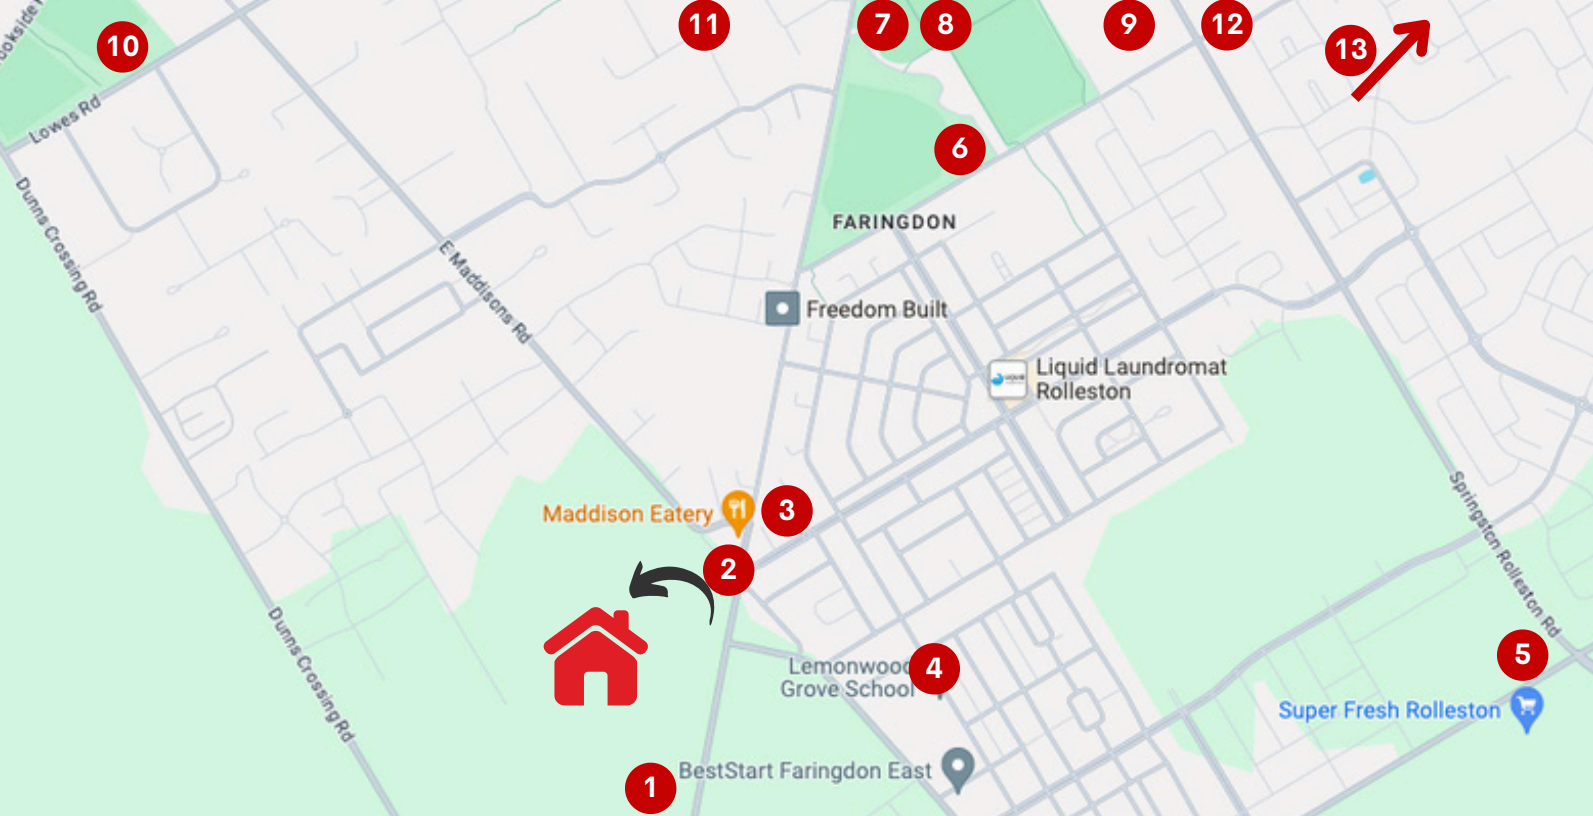 ookside
10
11
7
8
9
12
13
Lowes Rd
6
Dunns Crossing Rd
FARINGDON
E Maddisons Rd
Freedom Built
Liquid Laundromat
Rolleston
Maddison Eatery
3
2
Springston Rolleston Rd
Dunns Crossing Rd
Lemonwood
Grove School
4
5
Super Fresh Rolleston
BestStart Faringdon East
1